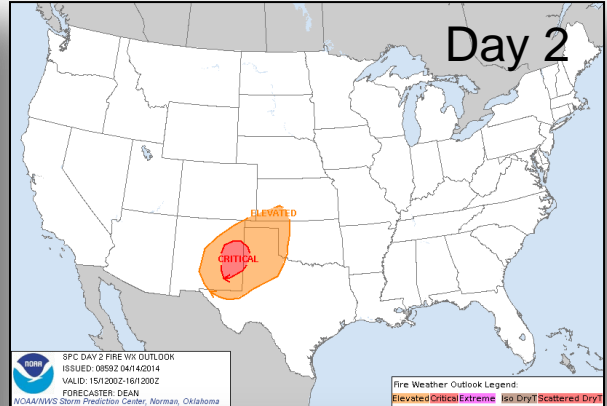 Day 2
ELEVATED
CRITICAL
NOAA
SPC DAY 2 FIRE WX OUTLOOK
ISSUED: 0859Z 04/14/2014
VALID: 15/1200Z-16/1200Z
FORECASTER: DEAN
NOAA/NWS Storm Prediction Center, Norman, Oklahoma
Fire Weather Outlook Legend:
Elevated Critical Extreme Iso DryT Scattered DryT